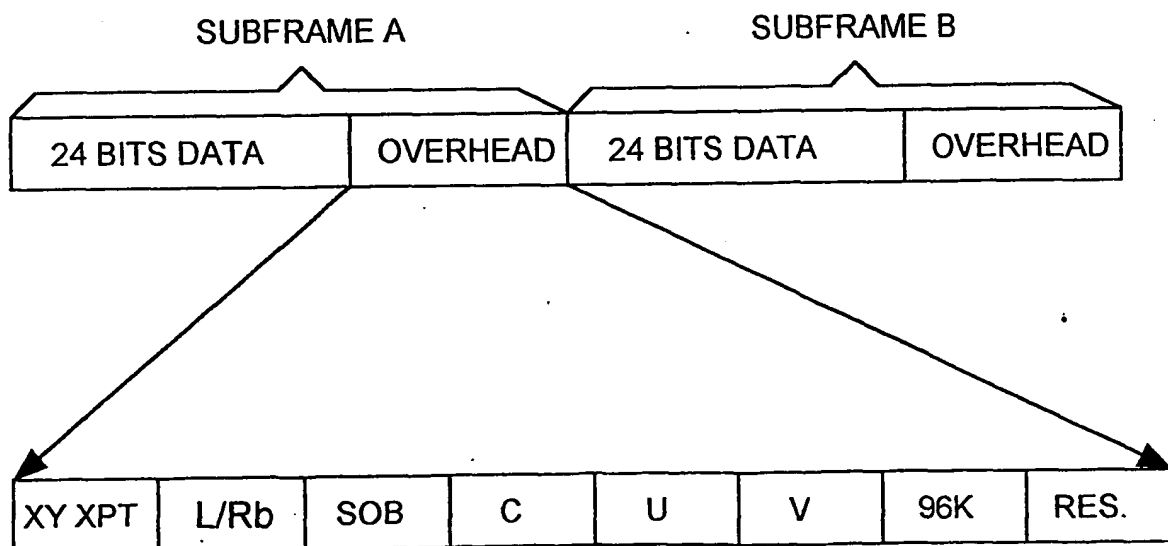 SUBFRAME A SUBFRAME B
24 BITS DATA OVERHEAD 24 BITS DATA OVERHEAD
XY XPT L/Rb SOB C U V 96K RES.